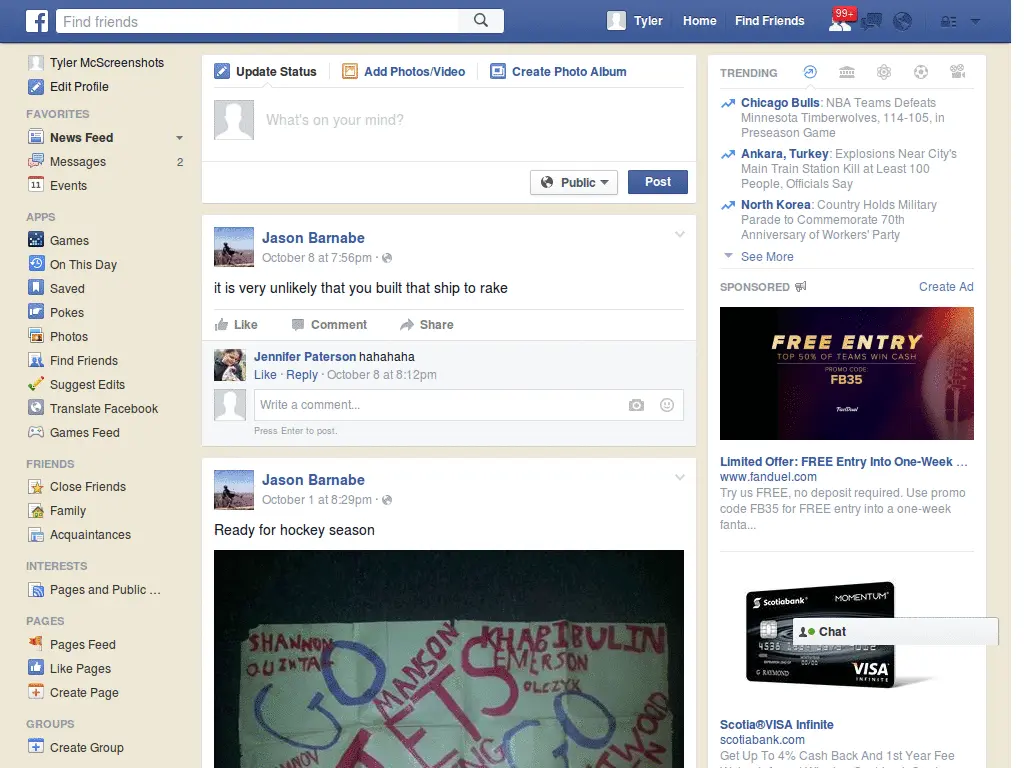 Find friends
Tyler
Home
Find Friends
99+
Tyler McScreenshots
Edit Profile
FAVORITES
News Feed
Messages 2
Events
APPS
Games
On This Day
Saved
Pokes
Photos
Find Friends
Suggest Edits
Translate Facebook
Games Feed
FRIENDS
Close Friends
Family
Acquaintances
INTERESTS
Pages and Public ...
PAGES
Pages Feed
Like Pages
Create Page
GROUPS
Create Group
Update Status
Add Photos/Video
Create Photo Album
What's on your mind?
Public
Post
Jason Barnabe
October 8 at 7:56pm ·
it is very unlikely that you built that ship to rake
Like
Comment
Share
Jennifer Paterson hahahaha
Like · Reply · October 8 at 8:12pm
Write a comment...
Press Enter to post.
Jason Barnabe
October 1 at 8:29pm ·
Ready for hockey season
SHANNON
QUINTA
GO
MANSON
JETS
KHABIBULIN
EMERSON
OLCZYK
GO
TRENDING
Chicago Bulls: NBA Teams Defeats
Minnesota Timberwolves, 114-105, in
Preseason Game
Ankara, Turkey: Explosions Near City's
Main Train Station Kill at Least 100
People, Officials Say
North Korea: Country Holds Military
Parade to Commemorate 70th
Anniversary of Workers' Party
See More
SPONSORED
Create Ad
FREE ENTRY
TOP 50% OF TEAMS WIN CASH
PROMO CODE:
FB35
FanDuel
Limited Offer: FREE Entry Into One-Week ...
www.fanduel.com
Try us FREE, no deposit required. Use promo
code FB35 for FREE entry into a one-week
fanta...
Scotiabank
MOMENTUM
Chat
4536
G RAYMOND
VISA
INFINITE
Scotia®VISA Infinite
scotiabank.com
Get Up To 4% Cash Back And 1st Year Fee